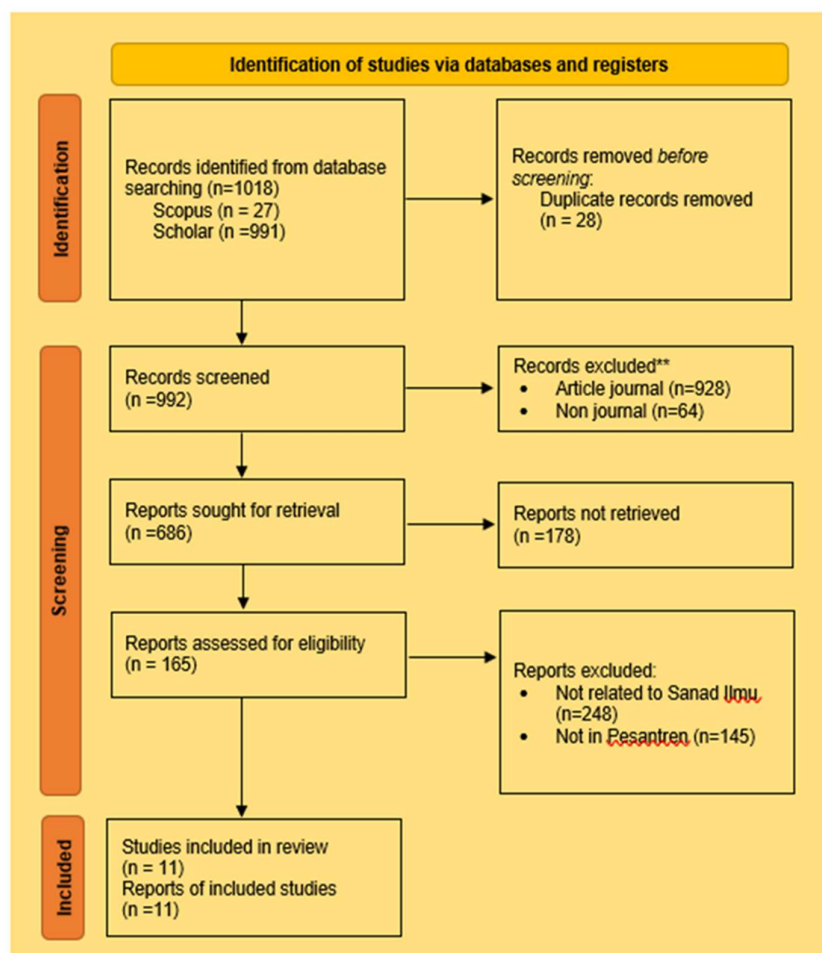 Identification of studies via databases and registers
Identification
Records identified from database
searching (n=1018)
Scopus (n = 27)
Scholar (n =991)
Records removed before
screening:
Duplicate records removed
(n = 28)
Screening
Records screened
(n =992)
Records excluded**
• Article journal (n=928)
• Non journal (n=64)
Reports sought for retrieval
(n =686)
Reports not retrieved
(n =178)
Reports assessed for eligibility
(n = 165)
Reports excluded:
• Not related to Sanad Ilmu
(n=248)
• Not in Pesantren (n=145)
Included
Studies included in review
(n = 11)
Reports of included studies
(n =11)